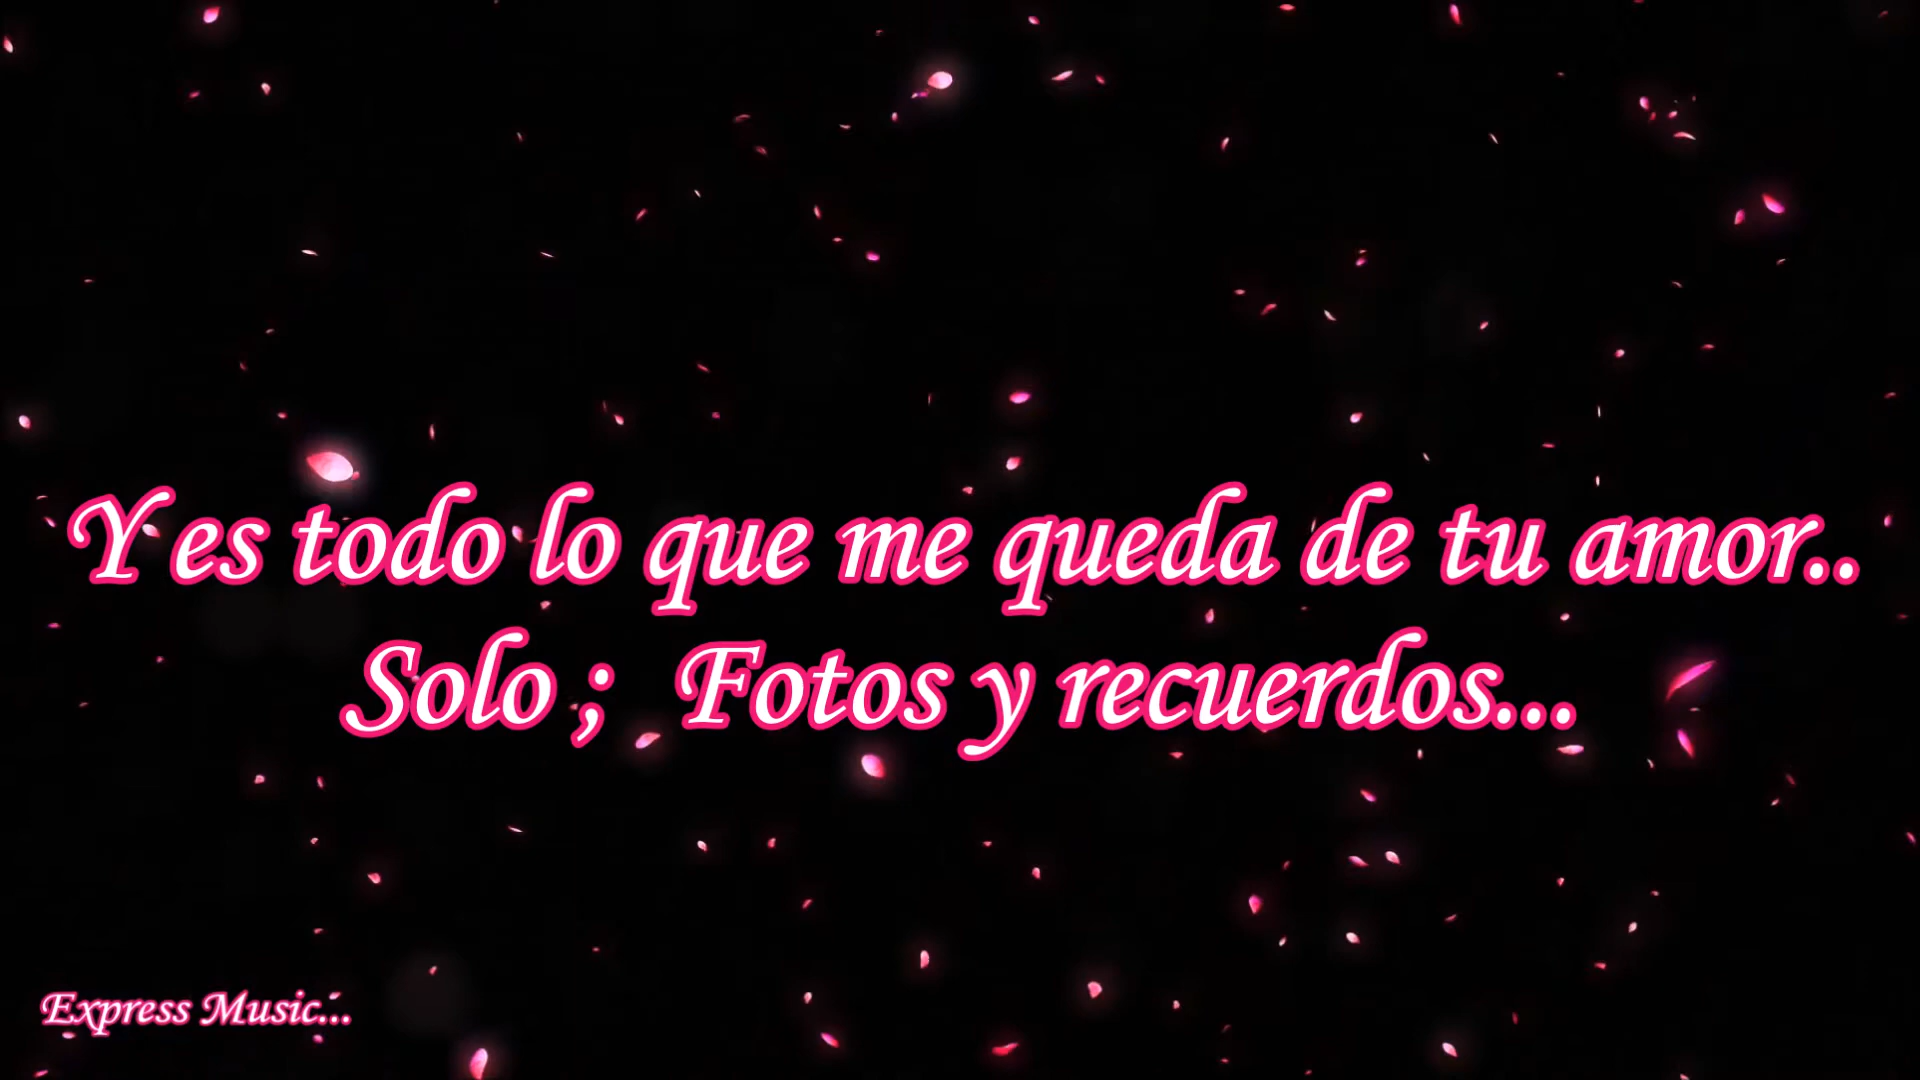 Y es todo lo que me queda de tu amor..
Solo ; Fotos y recuerdos...
Express Music...